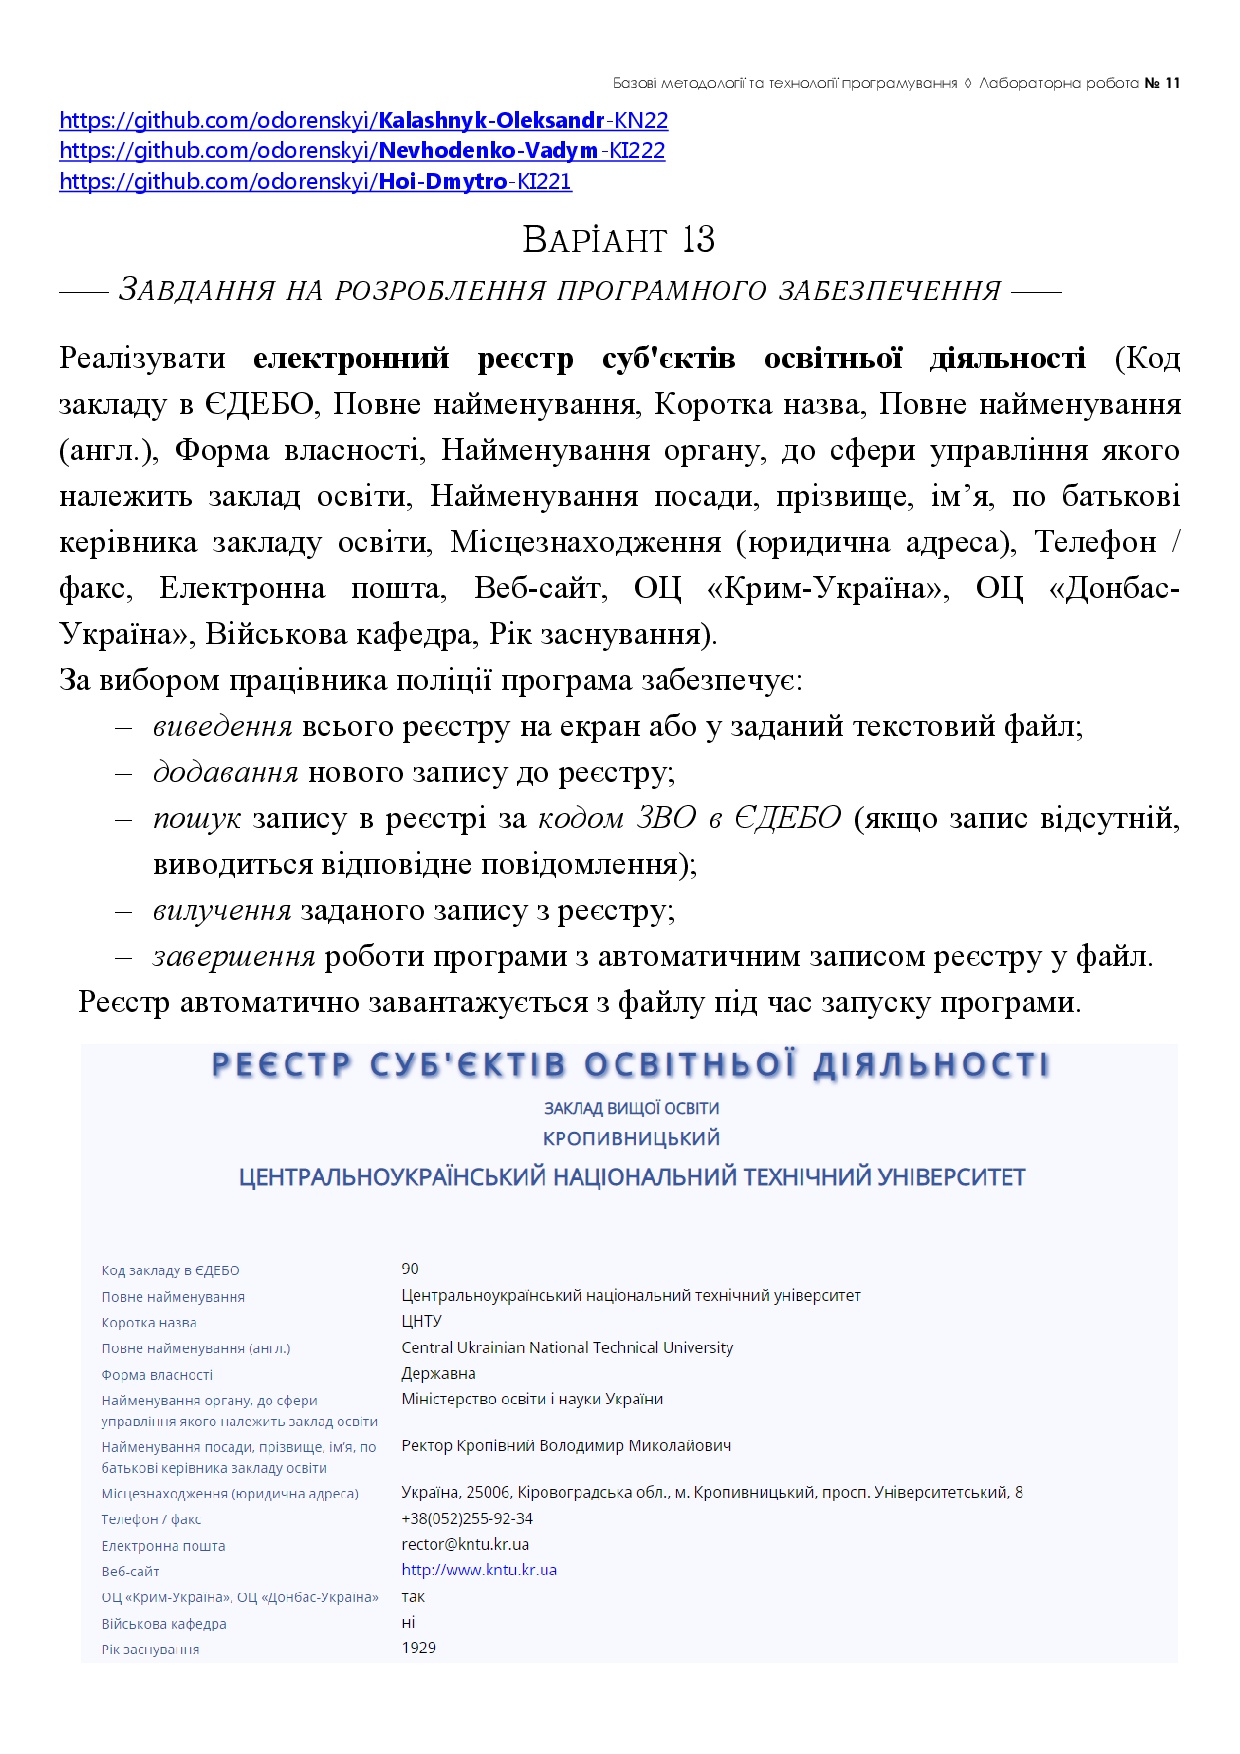 Базові методології та технології програмування ◊ Лабораторна робота № 11
https://github.com/odorenskyi/Kalashnyk-Oleksandr-KN22
https://github.com/odorenskyi/Nevhodenko-Vadym-KI222
https://github.com/odorenskyi/Hoi-Dmytro-KI221
ВАРІАНТ 13
—— ЗАВДАННЯ НА РОЗРОБЛЕННЯ ПРОГРАМНОГО ЗАБЕЗПЕЧЕННЯ ——
Реалізувати електронний реєстр суб'єктів освітньої діяльності (Код
закладу в ЄДЕБО, Повне найменування, Коротка назва, Повне найменування
(англ.), Форма власності, Найменування органу, до сфери управління якого
належить заклад освіти, Найменування посади, прізвище, ім’я, по батькові
керівника закладу освіти, Місцезнаходження (юридична адреса), Телефон /
факс, Електронна пошта, Веб-сайт, ОЦ «Крим-Україна», ОЦ «Донбас-
Україна», Військова кафедра, Рік заснування).
За вибором працівника поліції програма забезпечує:
– виведення всього реєстру на екран або у заданий текстовий файл;
– додавання нового запису до реєстру;
– пошук запису в реєстрі за кодом ЗВО в ЄДЕБО (якщо запис відсутній,
виводиться відповідне повідомлення);
– вилучення заданого запису з реєстру;
– завершення роботи програми з автоматичним записом реєстру у файл.
Реєстр автоматично завантажується з файлу під час запуску програми.
РЕЄСТР СУБ'ЄКТІВ ОСВІТНЬОЇ ДІЯЛЬНОСТІ
ЗАКЛАД ВИЩОЇ ОСВІТИ
КРОПИВНИЦЬКИЙ
ЦЕНТРАЛЬНОУКРАЇНСЬКИЙ НАЦІОНАЛЬНИЙ ТЕХНІЧНИЙ УНІВЕРСИТЕТ
Код закладу в ЄДЕБО 90
Повне найменування Центральноукраїнський національний технічний університет
Коротка назва ЦНТУ
Повне найменування (англ.) Central Ukrainian National Technical University
Форма власності Державна
Найменування органу, до сфери Міністерство освіти і науки України
управління якого належить заклад освіти
Найменування посади, прізвище, ім’я, по Ректор Кропівний Володимир Миколайович
батькові керівника закладу освіти
Місцезнаходження (юридична адреса) Україна, 25006, Кіровоградська обл., м. Кропивницький, просп. Університетський, 8
Телефон / факс +38(052)255-92-34
Електронна пошта rector@kntu.kr.ua
Веб-сайт http://www.kntu.kr.ua
ОЦ «Крим-Україна», ОЦ «Донбас-Україна» так
Військова кафедра ні
Рік заснування 1929